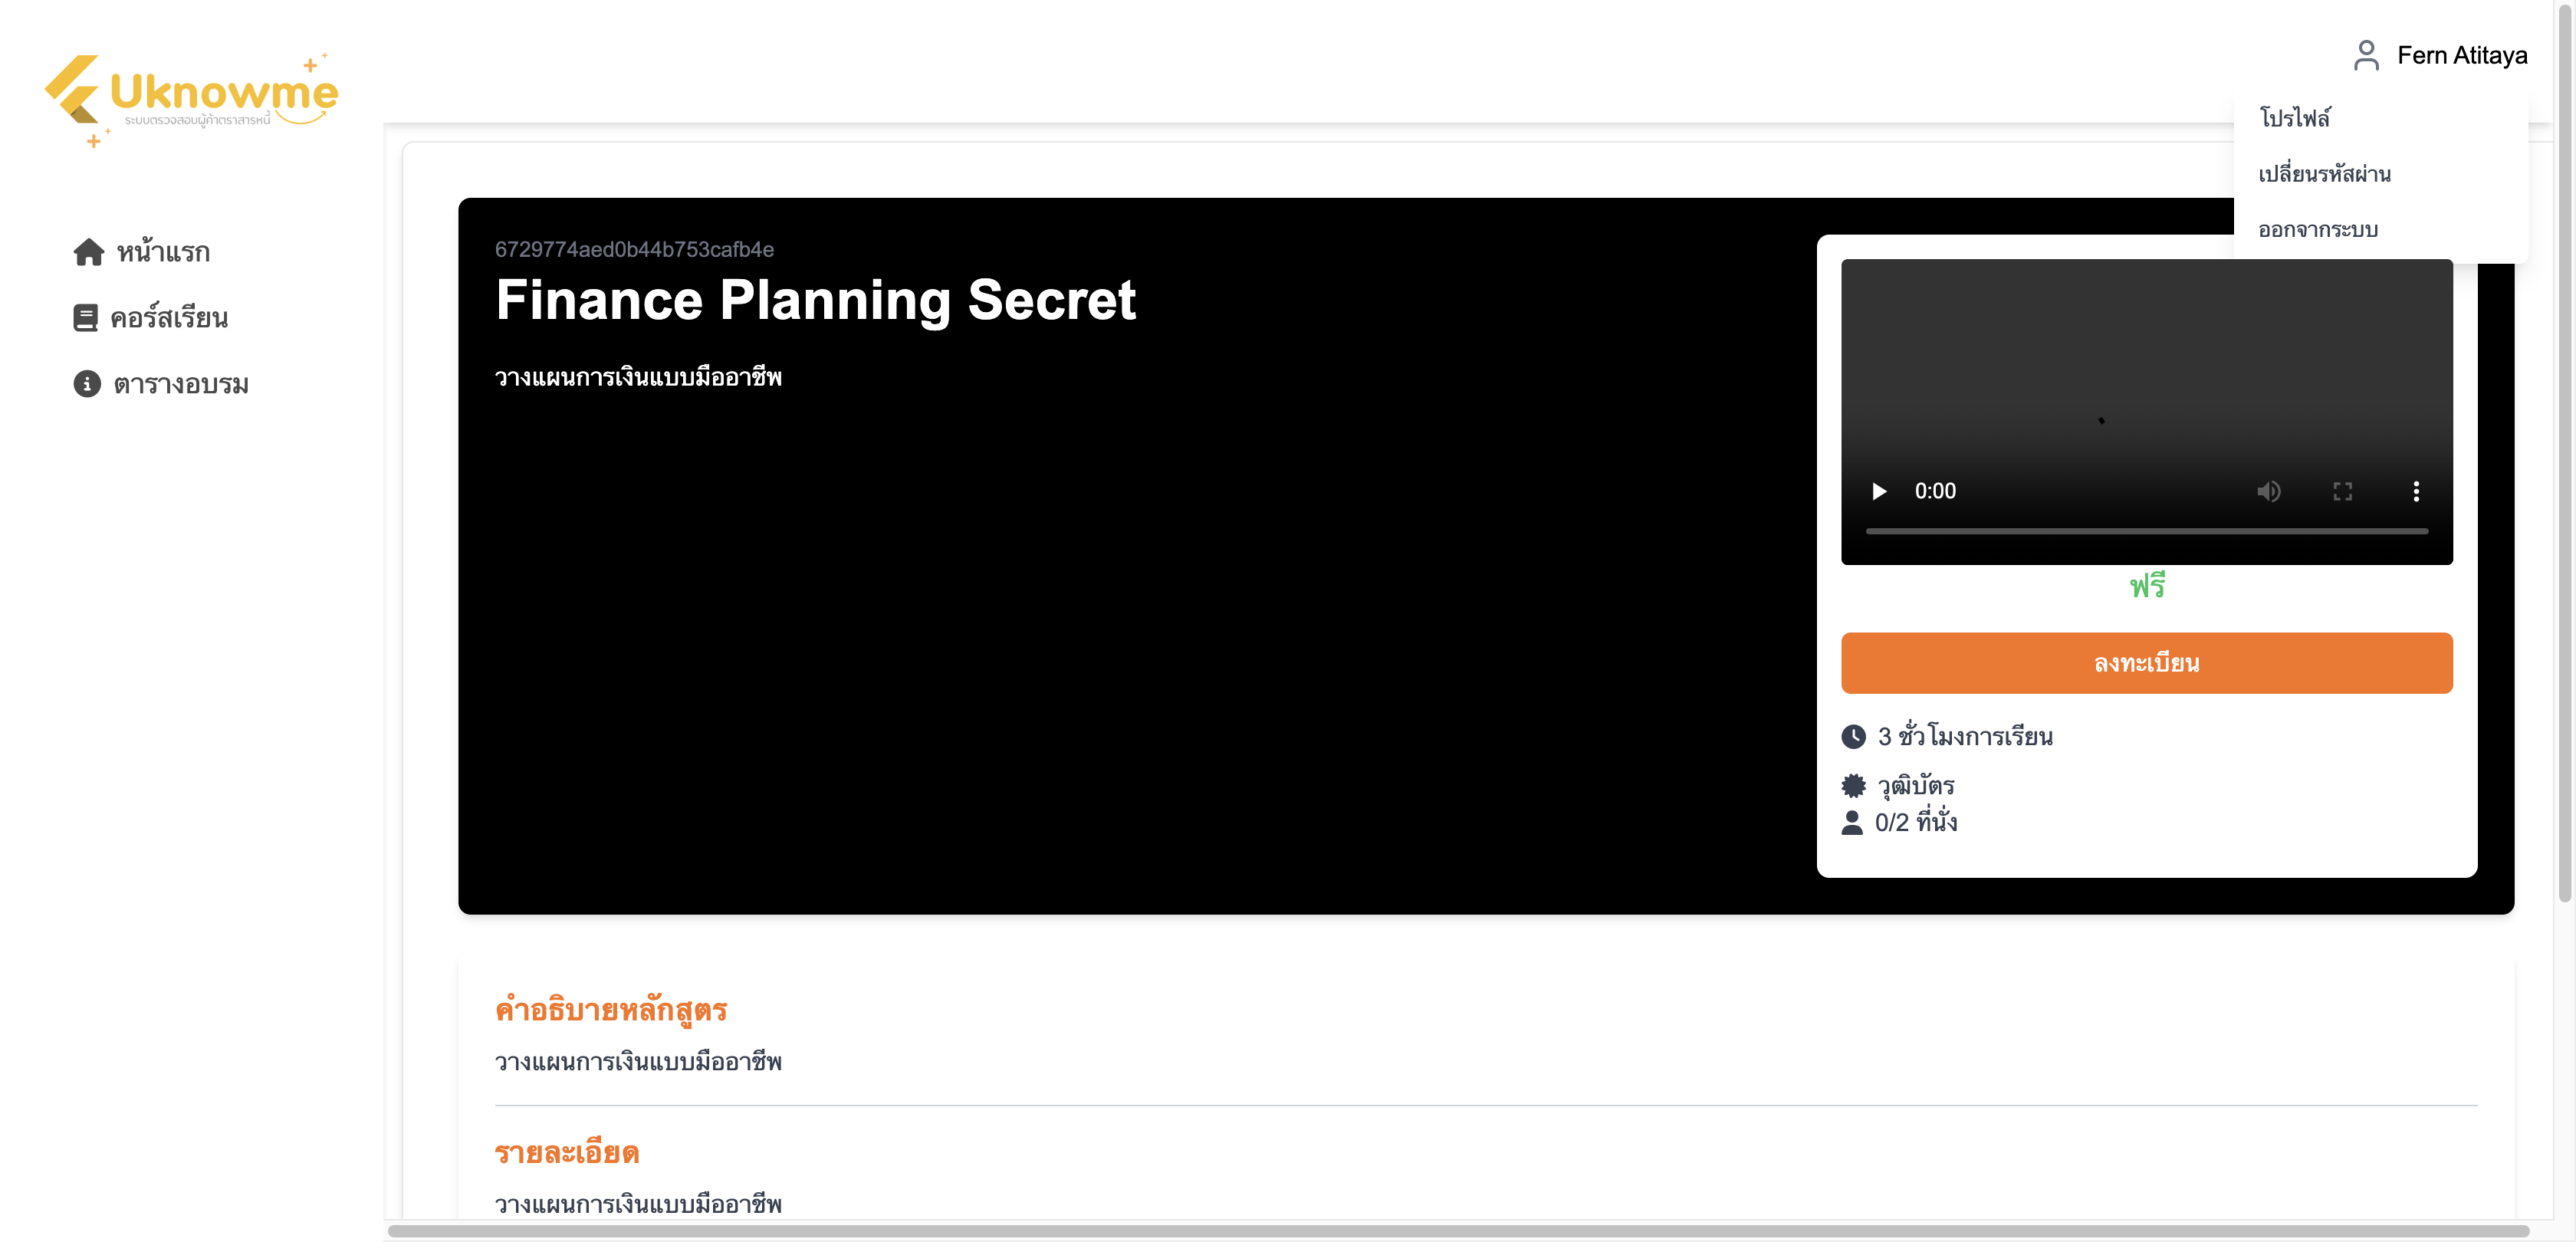 Uknowme
ระบบตรวจสอบผู้ค้าตราสารหนี้
หน้าแรก
คอร์สเรียน
ตารางอบรม
Fern Atitaya
โปรไฟล์
เปลี่ยนรหัสผ่าน
ออกจากระบบ
6729774aed0b44b753cafb4e
Finance Planning Secret
วางแผนการเงินแบบมืออาชีพ
0:00
ฟรี
ลงทะเบียน
3 ชั่วโมงการเรียน
วุฒิบัตร
0/2 ที่นั่ง
คำอธิบายหลักสูตร
วางแผนการเงินแบบมืออาชีพ
รายละเอียด
วางแผนการเงินแบบมืออาชีพ